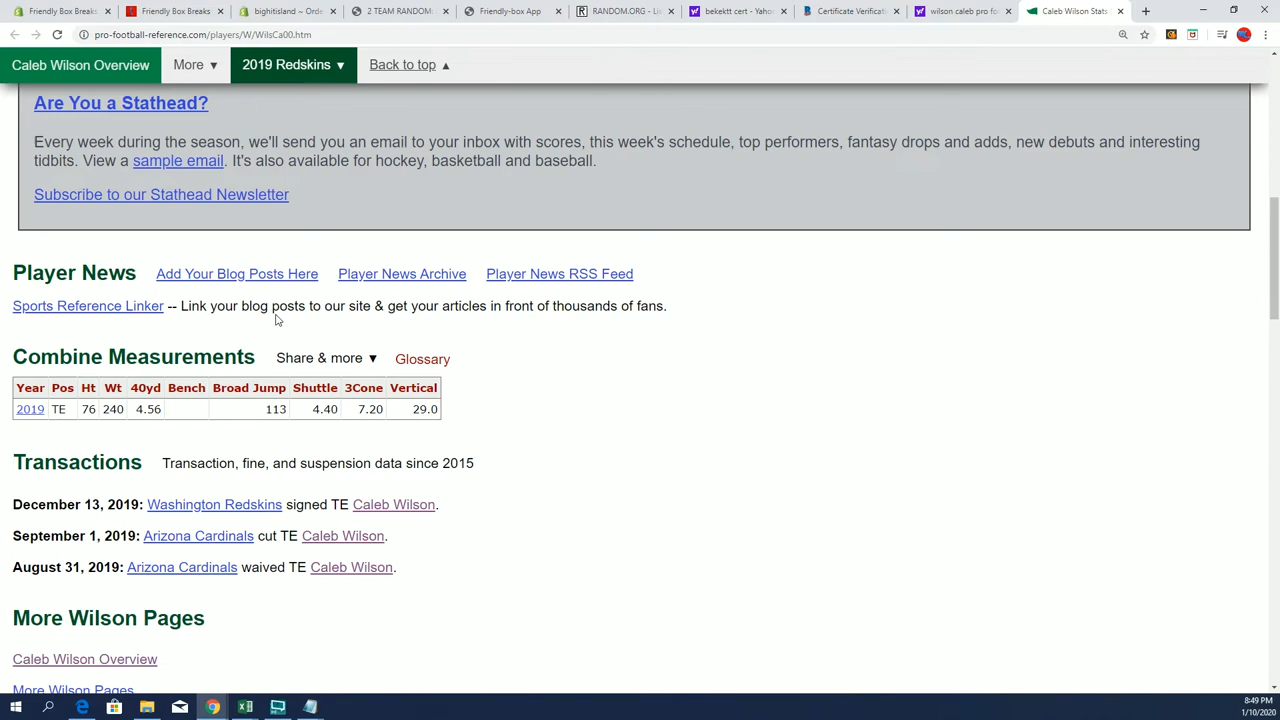 Friendly Box Breaks
Friendly Box Breaks
bighitisland ~ Orde
2 TEAM RANDOM
Friendly-box App
RANDOM.ORG - Li
bekektt cert - Yaho
Certificate Verificati
wilson caleb pro fo
Caleb Wilson Stats
pro-football-reference.com/players/W/WilsCa00.htm
Caleb Wilson Overview More ▼ 2019 Redskins ▼ Back to top ▲
Are You a Stathead?
Every week during the season, we'll send you an email to your inbox with scores, this week's schedule, top performers, fantasy drops and adds, new debuts and interesting
tidbits. View a sample email. It's also available for hockey, basketball and baseball.
Subscribe to our Stathead Newsletter
Player News Add Your Blog Posts Here Player News Archive Player News RSS Feed
Sports Reference Linker -- Link your blog posts to our site & get your articles in front of thousands of fans.
Combine Measurements Share & more ▼ Glossary
Year Pos Ht Wt 40yd Bench Broad Jump Shuttle 3Cone Vertical
2019 TE 76 240 4.56 113 4.40 7.20 29.0
Transactions Transaction, fine, and suspension data since 2015
December 13, 2019: Washington Redskins signed TE Caleb Wilson.
September 1, 2019: Arizona Cardinals cut TE Caleb Wilson.
August 31, 2019: Arizona Cardinals waived TE Caleb Wilson.
More Wilson Pages
Caleb Wilson Overview
More Wilson Pages
8:49 PM
1/10/2020